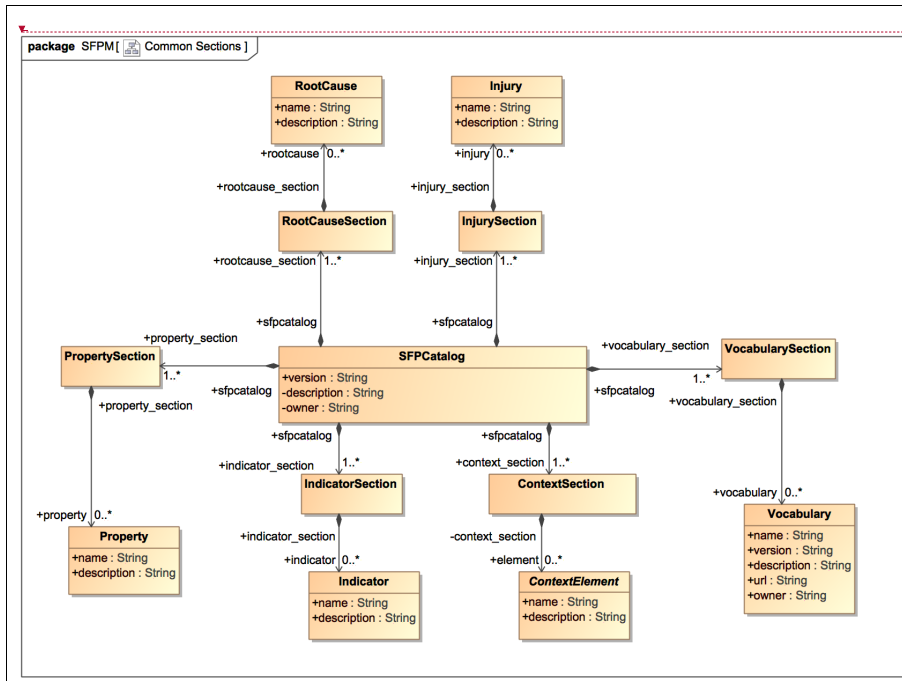 package SFPM[ Common Sections ]
RootCause
+name : String
+description : String
Injury
+name : String
+description : String
+rootcause 0..*
+injury 0..*
+rootcause_section
+injury_section
RootCauseSection
InjurySection
+rootcause_section 1..*
+injury_section 1..*
+sfpcatalog
+sfpcatalog
+property_section
+vocabulary_section
PropertySection
SFPCatalog
+version : String
-description : String
-owner : String
VocabularySection
1..*
+sfpcatalog
+sfpcatalog
1..*
+property_section
+vocabulary_section
+sfpcatalog
+sfpcatalog
+indicator_section 1..*
+context_section 1..*
IndicatorSection
ContextSection
+vocabulary 0..*
+property 0..*
Property
+name : String
+description : String
+indicator_section
-context_section
+indicator 0..*
+element 0..*
Vocabulary
+name : String
+version : String
+description : String
+url : String
+owner : String
Indicator
+name : String
+description : String
ContextElement
+name : String
+description : String